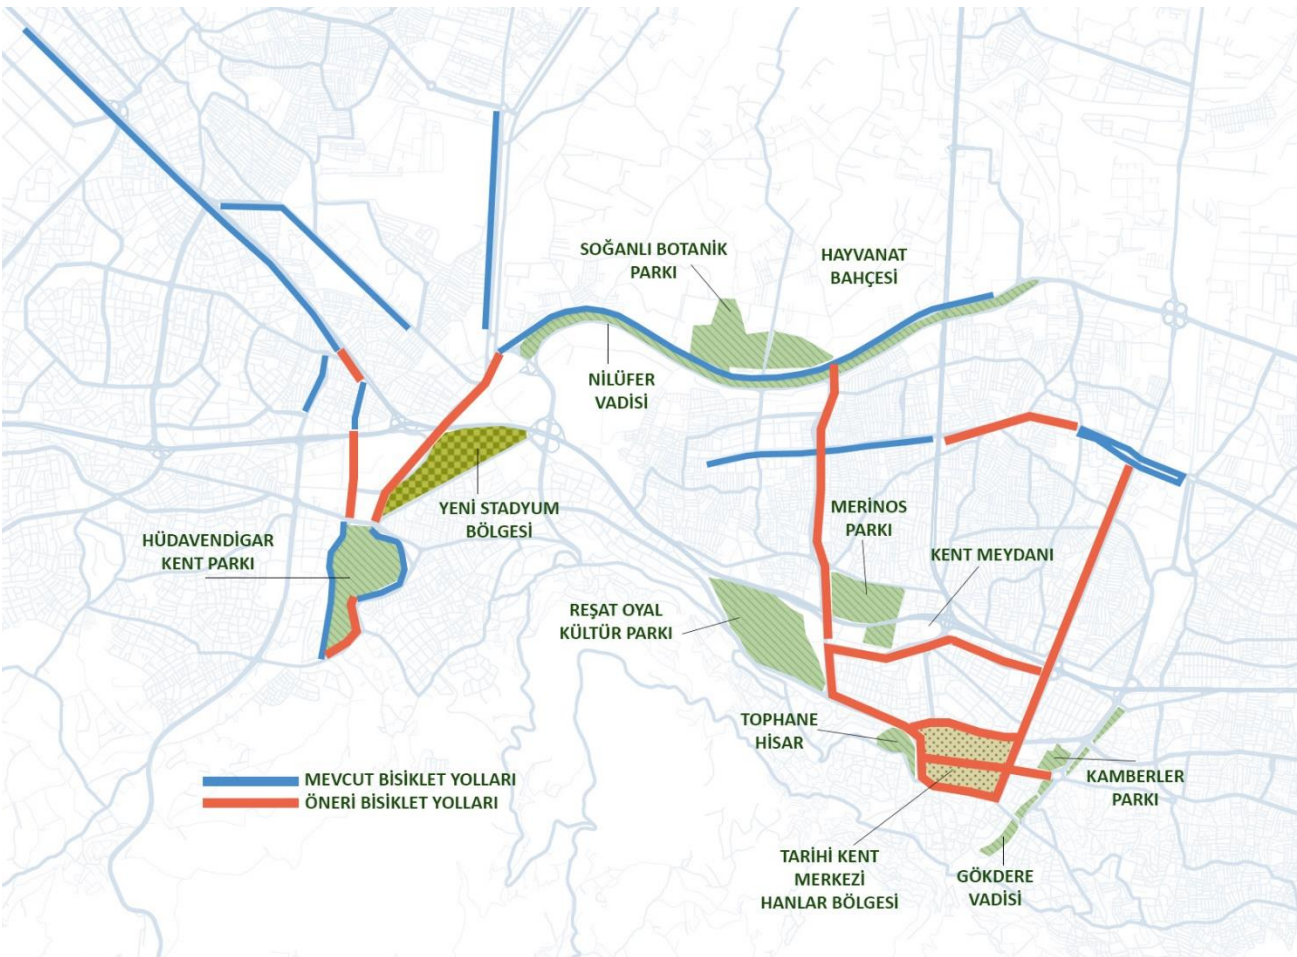 SOĞANLI BOTANİK
PARKI
HAYVANAT
BAHÇESİ
NİLÜFER
VADİSİ
YENİ STADYUM
BÖLGESİ
MERİNOS
PARKI
HÜDAVENDİGAR
KENT PARKI
KENT MEYDANI
REŞAT OYAL
KÜLTÜR PARKI
TOPHANE
HİSAR
MEVCUT BİSİKLET YOLLARI
ÖNERİ BİSİKLET YOLLARI
KAMBERLER
PARKI
TARİHİ KENT
MERKEZİ
HANLAR BÖLGESİ
GÖKDERE
VADİSİ